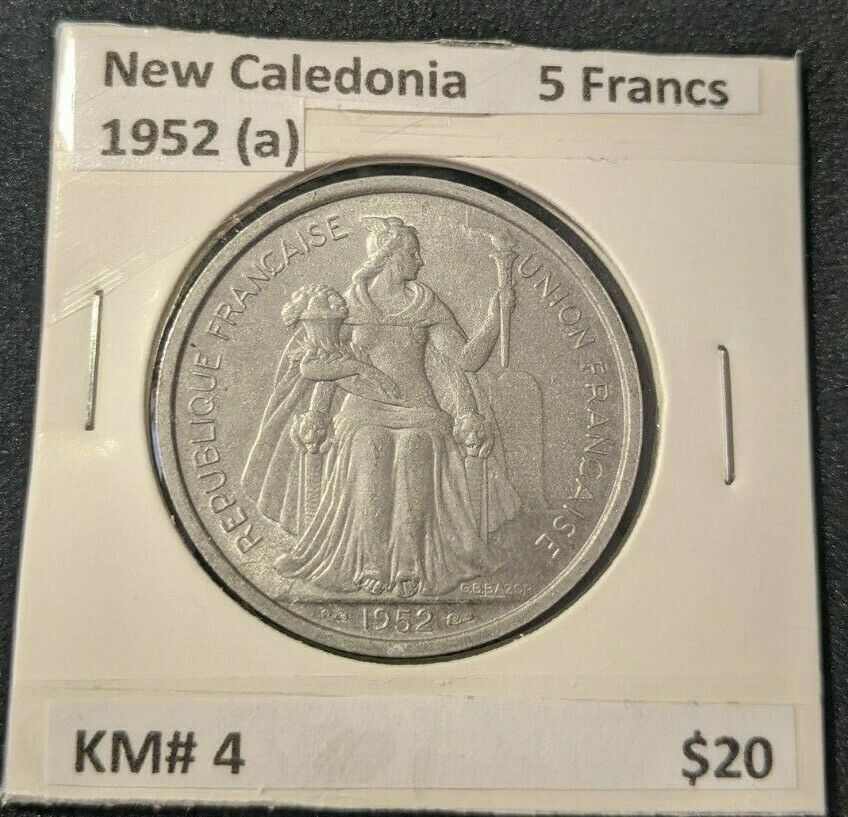 New Caledonia 5 Francs
1952 (a)
REPUBLIQUE FRANCAISE
UNION FRANCAISE
G.B.BAZOR
1952
KM# 4 $20